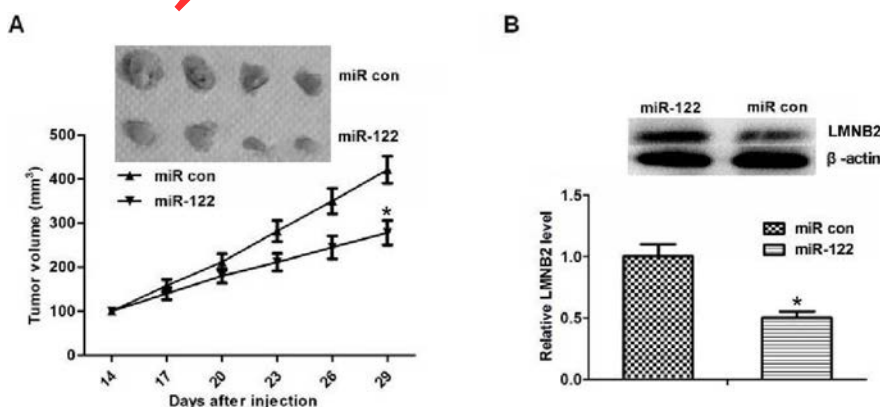 A
miR con
miR-122
500
400
300
200
100
0
miR con
miR-122
*
Tumor volume (mm3)
14 17 20 23 26 29
Days after injection
B
miR-122 miR con
LMNB2
β -actin
1.5
1.0
0.5
0.0
miR con
miR-122
*
Relative LMNB2 level